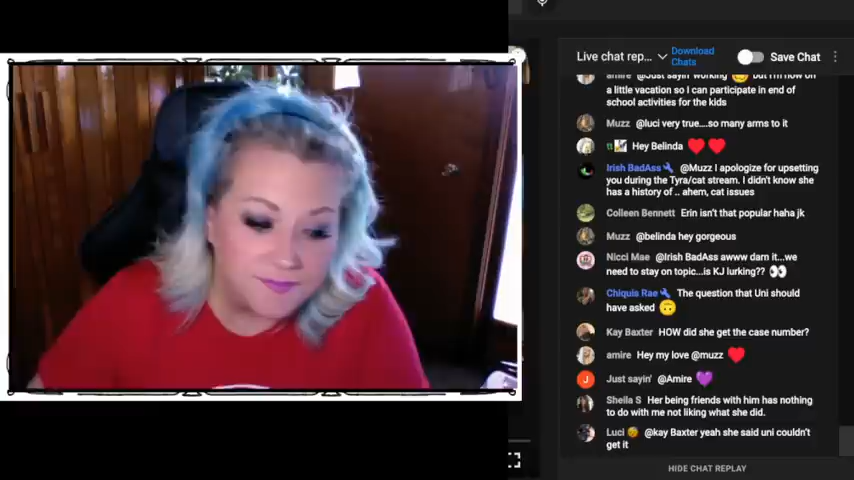 Live chat rep...
Download
Chats
Save Chat
amire @Just sayin' working but I'm now on
a little vacation so I can participate in end of
school activities for the kids
Muzz @luci very true....so many arms to it
Hey Belinda
Irish BadAss @Muzz I apologize for upsetting
you during the Tyra/cat stream. I didn't know she
has a history of .. ahem, cat issues
Colleen Bennett Erin isn't that popular haha jk
Muzz @belinda hey gorgeous
Nicci Mae @Irish BadAss awww darn it...we
need to stay on topic...is KJ lurking??
Chiquis Rae The question that Uni should
have asked
Kay Baxter HOW did she get the case number?
amire Hey my love @muzz
J Just sayin' @Amire
Sheila S Her being friends with him has nothing
to do with me not liking what she did.
Luci @kay Baxter yeah she said uni couldn't
get it
HIDE CHAT REPLAY